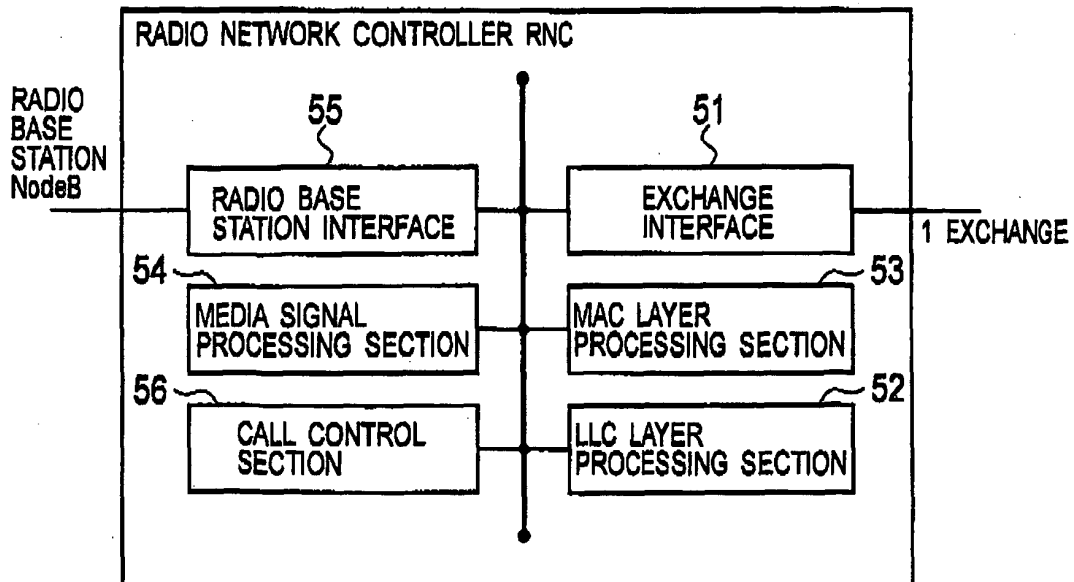 RADIO NETWORK CONTROLLER RNC
RADIO
BASE
STATION
NodeB
55
RADIO BASE
STATION INTERFACE
51
EXCHANGE
INTERFACE
1 EXCHANGE
54
MEDIA SIGNAL
PROCESSING SECTION
53
MAC LAYER
PROCESSING SECTION
56
CALL CONTROL
SECTION
52
LLC LAYER
PROCESSING SECTION